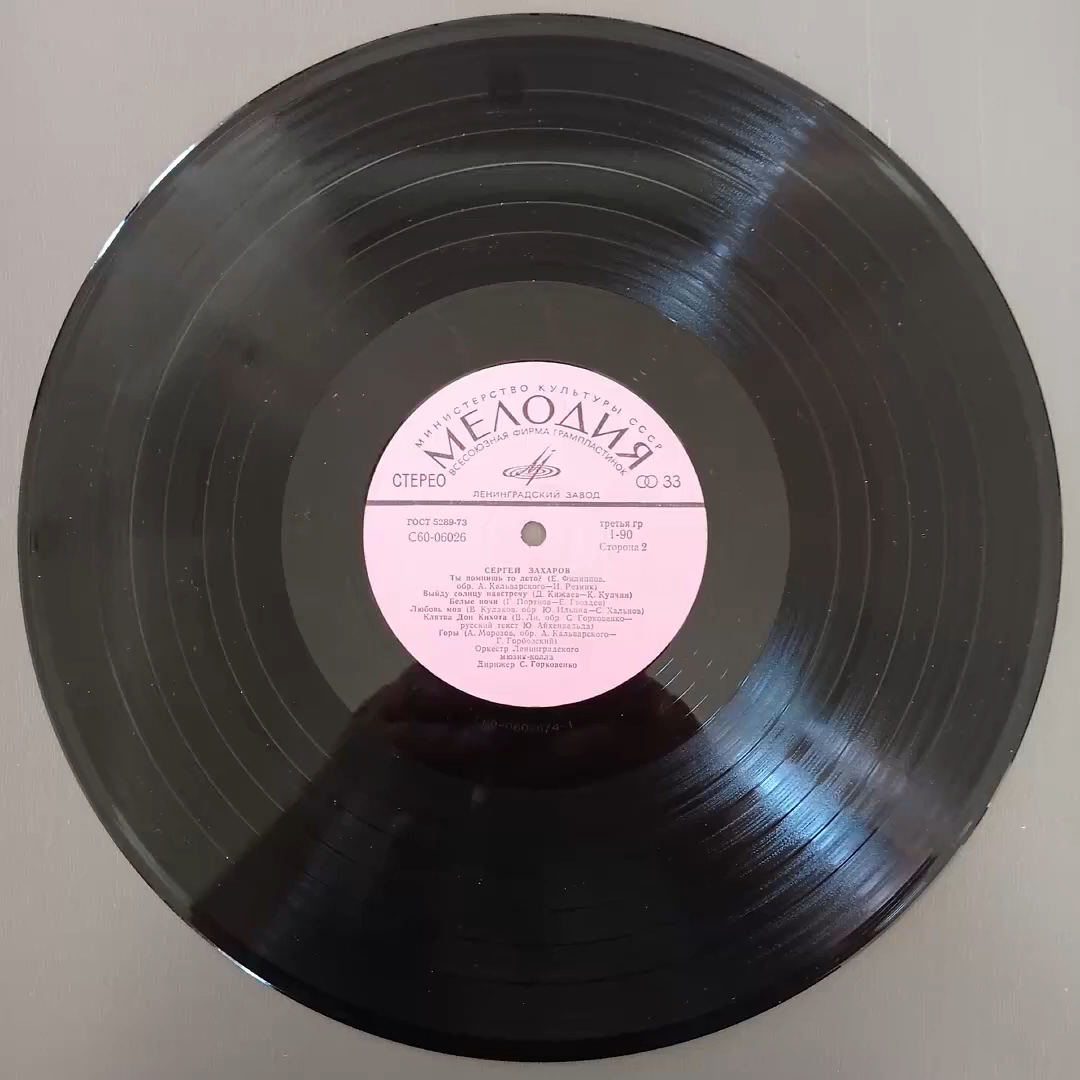 МИНИСТЕРСТВО КУЛЬТУРЫ СССР
МЕЛОДИЯ
ВСЕСОЮЗНАЯ ФИРМА ГРАМПЛАСТИНОК
СТЕРЕО
33
ЛЕНИНГРАДСКИЙ ЗАВОД
ГОСТ 5289-73
С60-06026
третья гр
1-90
Сторона 2
СЕРГЕЙ ЗАХАРОВ
Ты помнишь то лето? (Е. Филиппов,
обр. А. Кальварского—И. Резник)
Выйду солнцу навстречу (Д. Кижаев—К. Кулчин)
Белые ночи (Г. Портнов—Е. Гвоздев)
Любовь моя (В. Кулаков, обр. Ю. Ильина—С. Хальнов)
Клятва Дон Кихота (В. Ли, обр. С. Горковенко—
русский текст Ю. Айхенвальда)
Горы (А. Морозов, обр. А. Кальварского—
Г. Горбовский)
Оркестр Ленинградского
мюзик-холла
Дирижер С. Горковенко